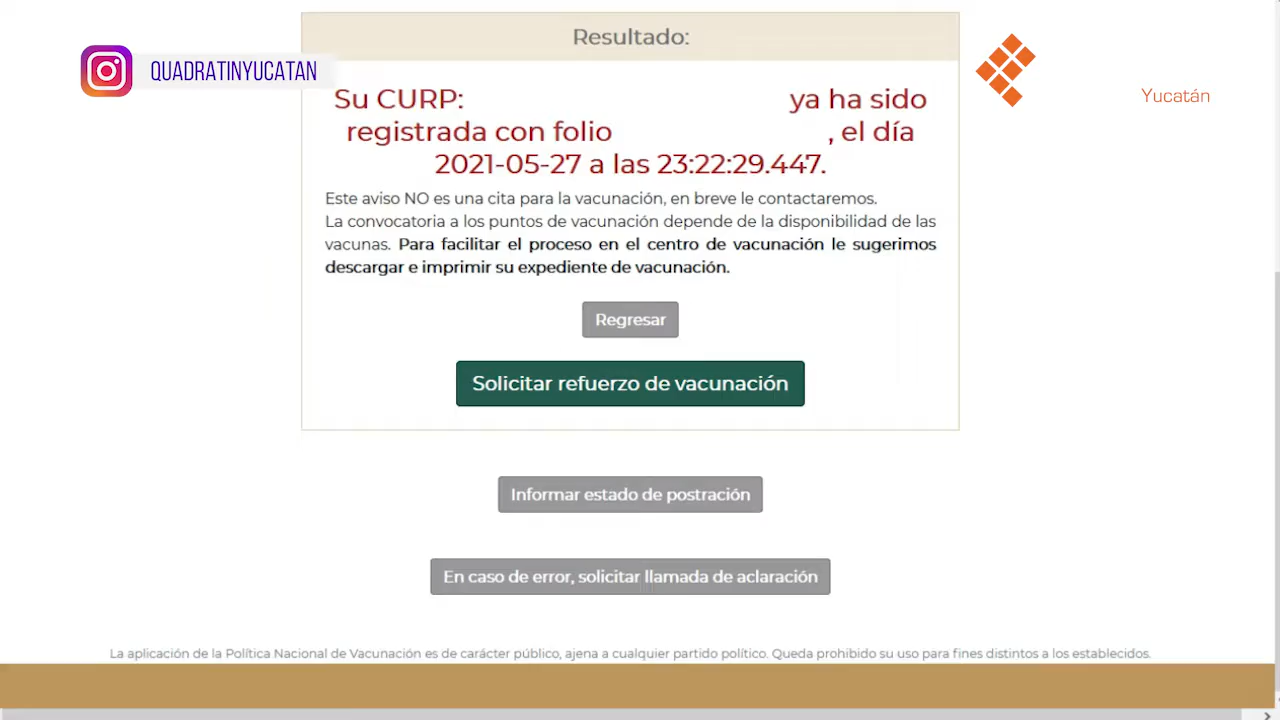 Resultado:
QUADRATINYUCATAN
Yucatán
Su CURP: ya ha sido
registrada con folio , el día
2021-05-27 a las 23:22:29.447.
Este aviso NO es una cita para la vacunación, en breve le contactaremos.
La convocatoria a los puntos de vacunación depende de la disponibilidad de las
vacunas. Para facilitar el proceso en el centro de vacunación le sugerimos
descargar e imprimir su expediente de vacunación.
Regresar
Solicitar refuerzo de vacunación
Informar estado de postración
En caso de error, solicitar llamada de aclaración
La aplicación de la Política Nacional de Vacunación es de carácter público, ajena a cualquier partido político. Queda prohibido su uso para fines distintos a los establecidos.